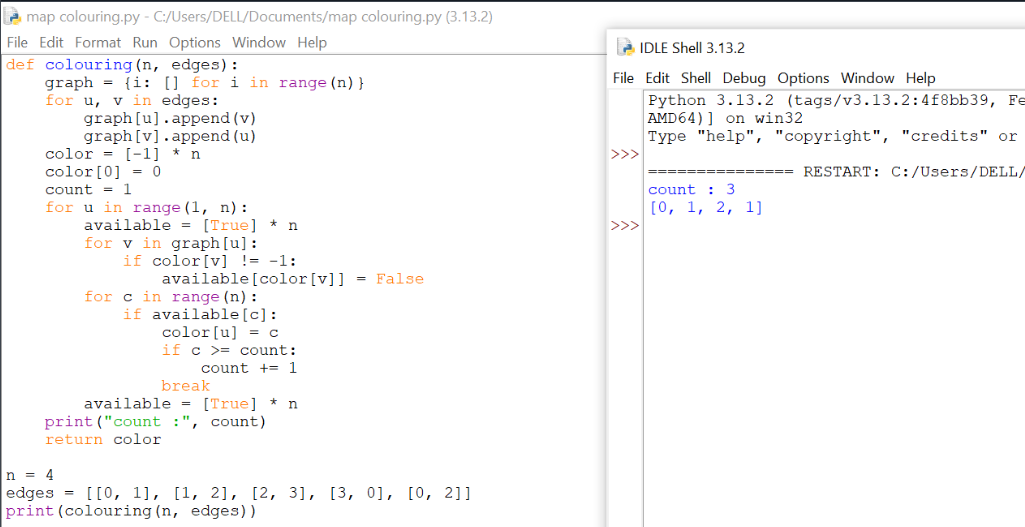 map colouring.py - C:/Users/DELL/Documents/map colouring.py (3.13.2)
File Edit Format Run Options Window Help
def colouring(n, edges):
    graph = {i: [] for i in range(n)}
    for u, v in edges:
        graph[u].append(v)
        graph[v].append(u)
    color = [-1] * n
    color[0] = 0
    count = 1
    for u in range(1, n):
        available = [True] * n
        for v in graph[u]:
            if color[v] != -1:
                available[color[v]] = False
        for c in range(n):
            if available[c]:
                color[u] = c
                if c >= count:
                    count += 1
                break
        available = [True] * n
    print("count :", count)
    return color

n = 4
edges = [[0, 1], [1, 2], [2, 3], [3, 0], [0, 2]]
print(colouring(n, edges))
IDLE Shell 3.13.2
File Edit Shell Debug Options Window Help
Python 3.13.2 (tags/v3.13.2:4f8bb39, Fe
AMD64)] on win32
Type "help", "copyright", "credits" or
>>>
=============== RESTART: C:/Users/DELL/
count : 3
[0, 1, 2, 1]
>>>